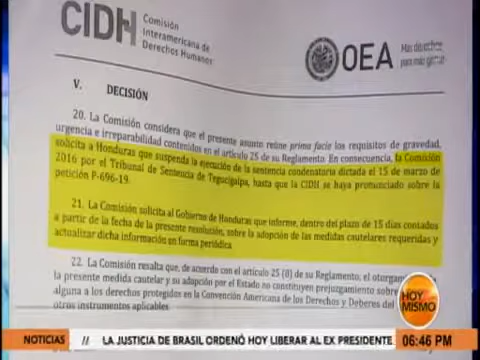 CIDH
Comisión
Interamericana de
Derechos Humanos
OEA
Más derechos
para más gente
V. DECISIÓN
20. La Comisión considera que el presente asunto reúne prima facie los requisitos de gravedad,
urgencia e irreparabilidad contenidos en el artículo 25 de su Reglamento. En consecuencia, la Comisión
solicita a Honduras que suspenda la ejecución de la sentencia condenatoria dictada el 15 de marzo de
2016 por el Tribunal de Sentencia de Tegucigalpa, hasta que la CIDH se haya pronunciado sobre la
petición P-696-19.
21. La Comisión solicita al Gobierno de Honduras que informe, dentro del plazo de 15 días contados
a partir de la fecha de la presente resolución, sobre la adopción de las medidas cautelares requeridas y
actualizar dicha información en forma periódica.
22. La Comisión resalta que, de acuerdo con el artículo 25 (8) de su Reglamento, el otorgamiento de
la presente medida cautelar y su adopción por el Estado no constituyen prejuzgamiento sobre
alguna a los derechos protegidos en la Convención Americana de los Derechos y Deberes del
otros instrumentos aplicables.
HOY
MISMO
NOTICIAS // LA JUSTICIA DE BRASIL ORDENÓ HOY LIBERAR AL EX PRESIDENTE 06:46 PM